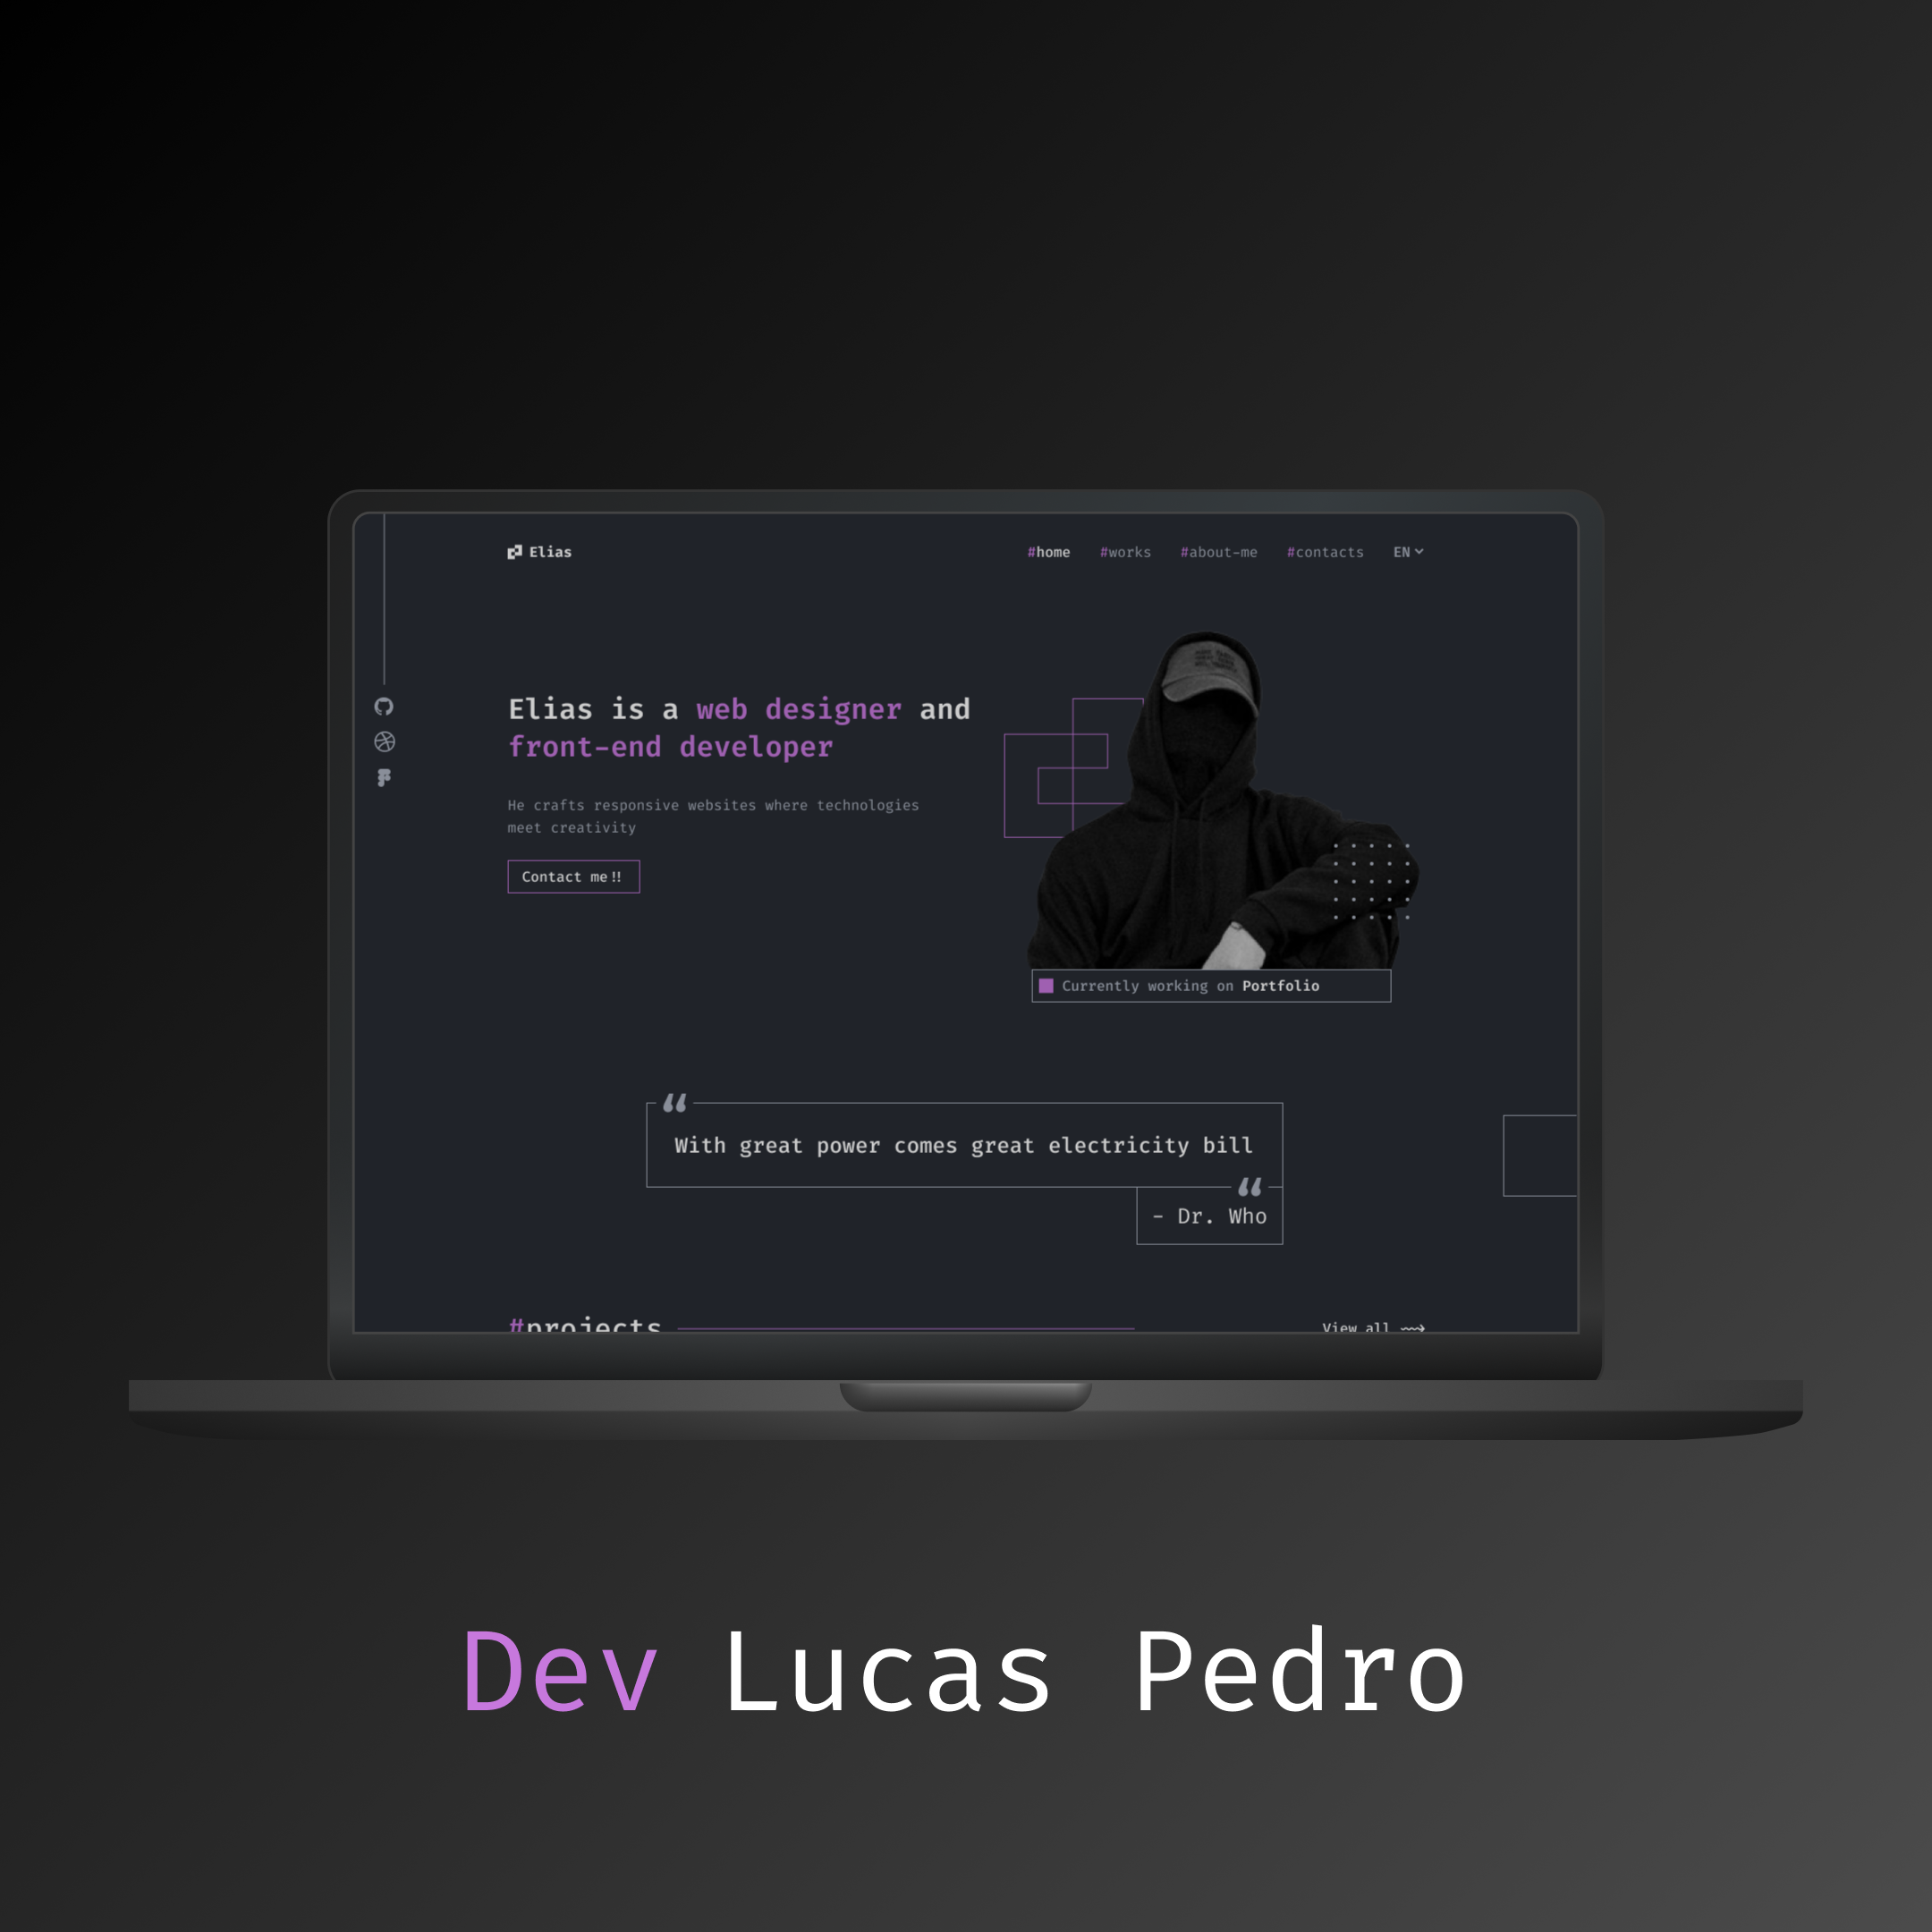 Elias
#home #works #about-me #contacts EN
Elias is a web designer and
front-end developer
He crafts responsive websites where technologies
meet creativity
Contact me!!
Currently working on Portfolio
With great power comes great electricity bill
- Dr. Who
#projects
View all
Dev Lucas Pedro